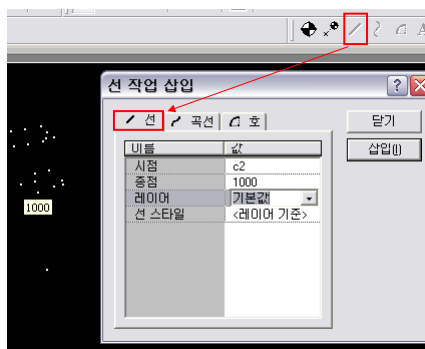 선 작업 삽입
선 곡선 호
닫기
삽입(I)
이름 값
시점 c2
종점 1000
레이어 기본값
선 스타일 <레이어 기준>
1000